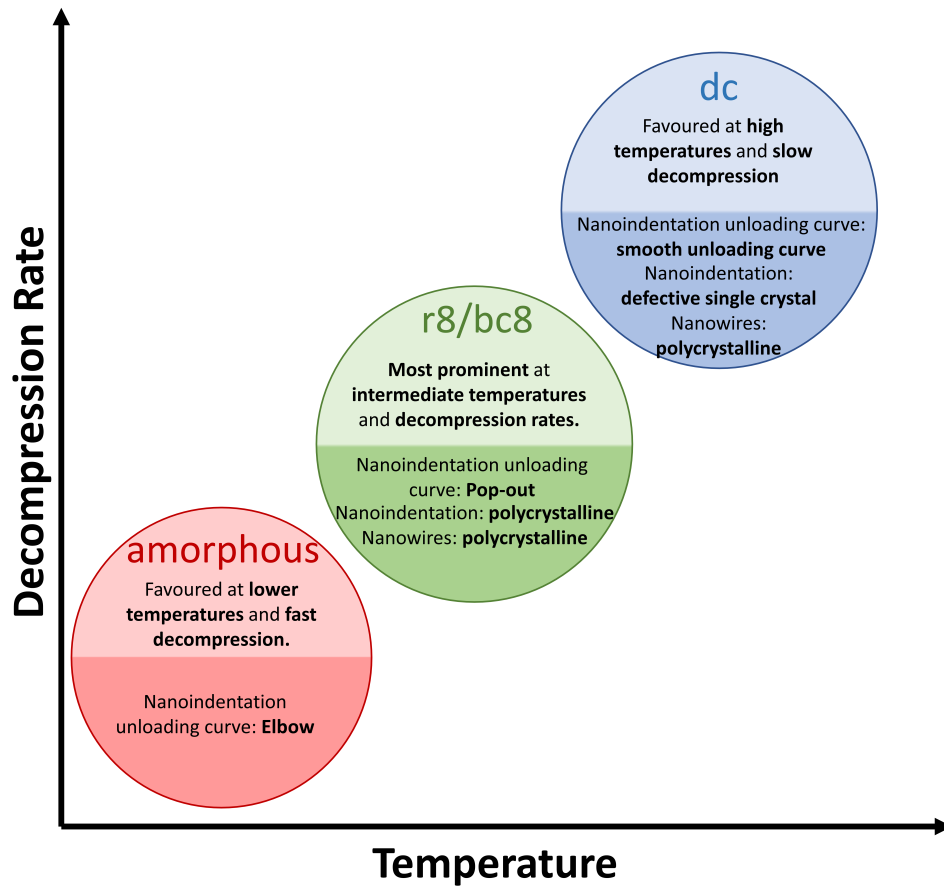 dc
Favoured at high
temperatures and slow
decompression
Nanoindentation unloading curve:
smooth unloading curve
Nanoindentation:
defective single crystal
Nanowires:
polycrystalline
r8/bc8
Most prominent at
intermediate temperatures
and decompression rates.
Nanoindentation unloading
curve: Pop-out
Nanoindentation: polycrystalline
Nanowires: polycrystalline
amorphous
Favoured at lower
temperatures and fast
decompression.
Nanoindentation
unloading curve: Elbow
Decompression Rate
Temperature